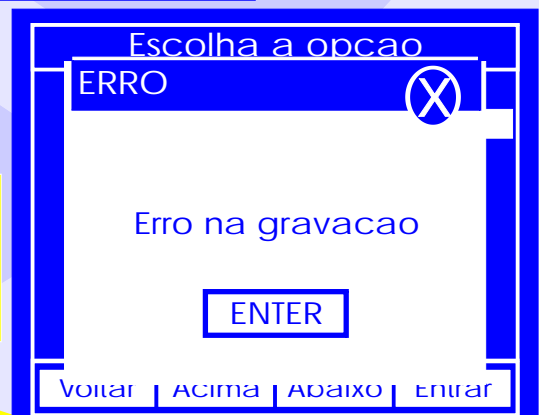 Escolha a opcao
ERRO X
Erro na gravacao
ENTER
Voltar Acima Abaixo Entrar